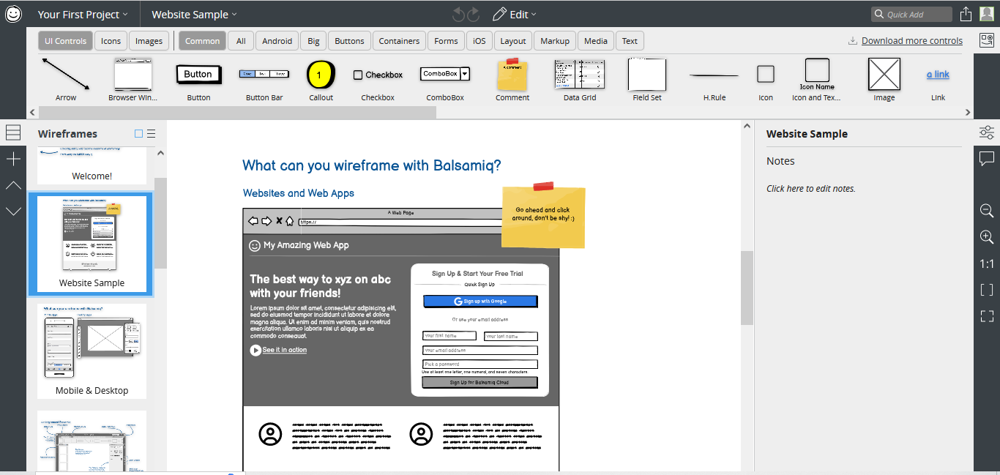 Your First Project
Website Sample
Edit
Quick Add
UI Controls
Icons
Images
Common
All
Android
Big
Buttons
Containers
Forms
iOS
Layout
Markup
Media
Text
Download more controls
Button
One
Two
Three
1
Checkbox
ComboBox
A comment
Icon Name
a link
Arrow
Browser Win...
Button
Button Bar
Callout
Checkbox
ComboBox
Comment
Data Grid
Field Set
H.Rule
Icon
Icon and Tex...
Image
Link
Wireframes
Welcome!
Website Sample
Mobile & Desktop
What can you wireframe with Balsamiq?
Websites and Web Apps
Go ahead and click
around, don't be shy! :)
A Web Page
https://
My Amazing Web App
The best way to xyz on abc
with your friends!
Lorem ipsum dolor sit amet, consectetur adipisicing elit,
sed do eiusmod tempor incididunt ut labore et dolore
magna aliqua. Ut enim ad minim veniam, quis nostrud
exercitation ullamco laboris nisi ut aliquip ex ea
commodo consequat.
See it in action
Sign Up & Start Your Free Trial
Quick Sign Up
G Sign up with Google
Or use your email address
your first name
your last name
your email address
Pick a password
Use at least one letter, one numeral, and seven characters.
Sign Up for Balsamiq Cloud
Website Sample
Notes
Click here to edit notes.
1:1